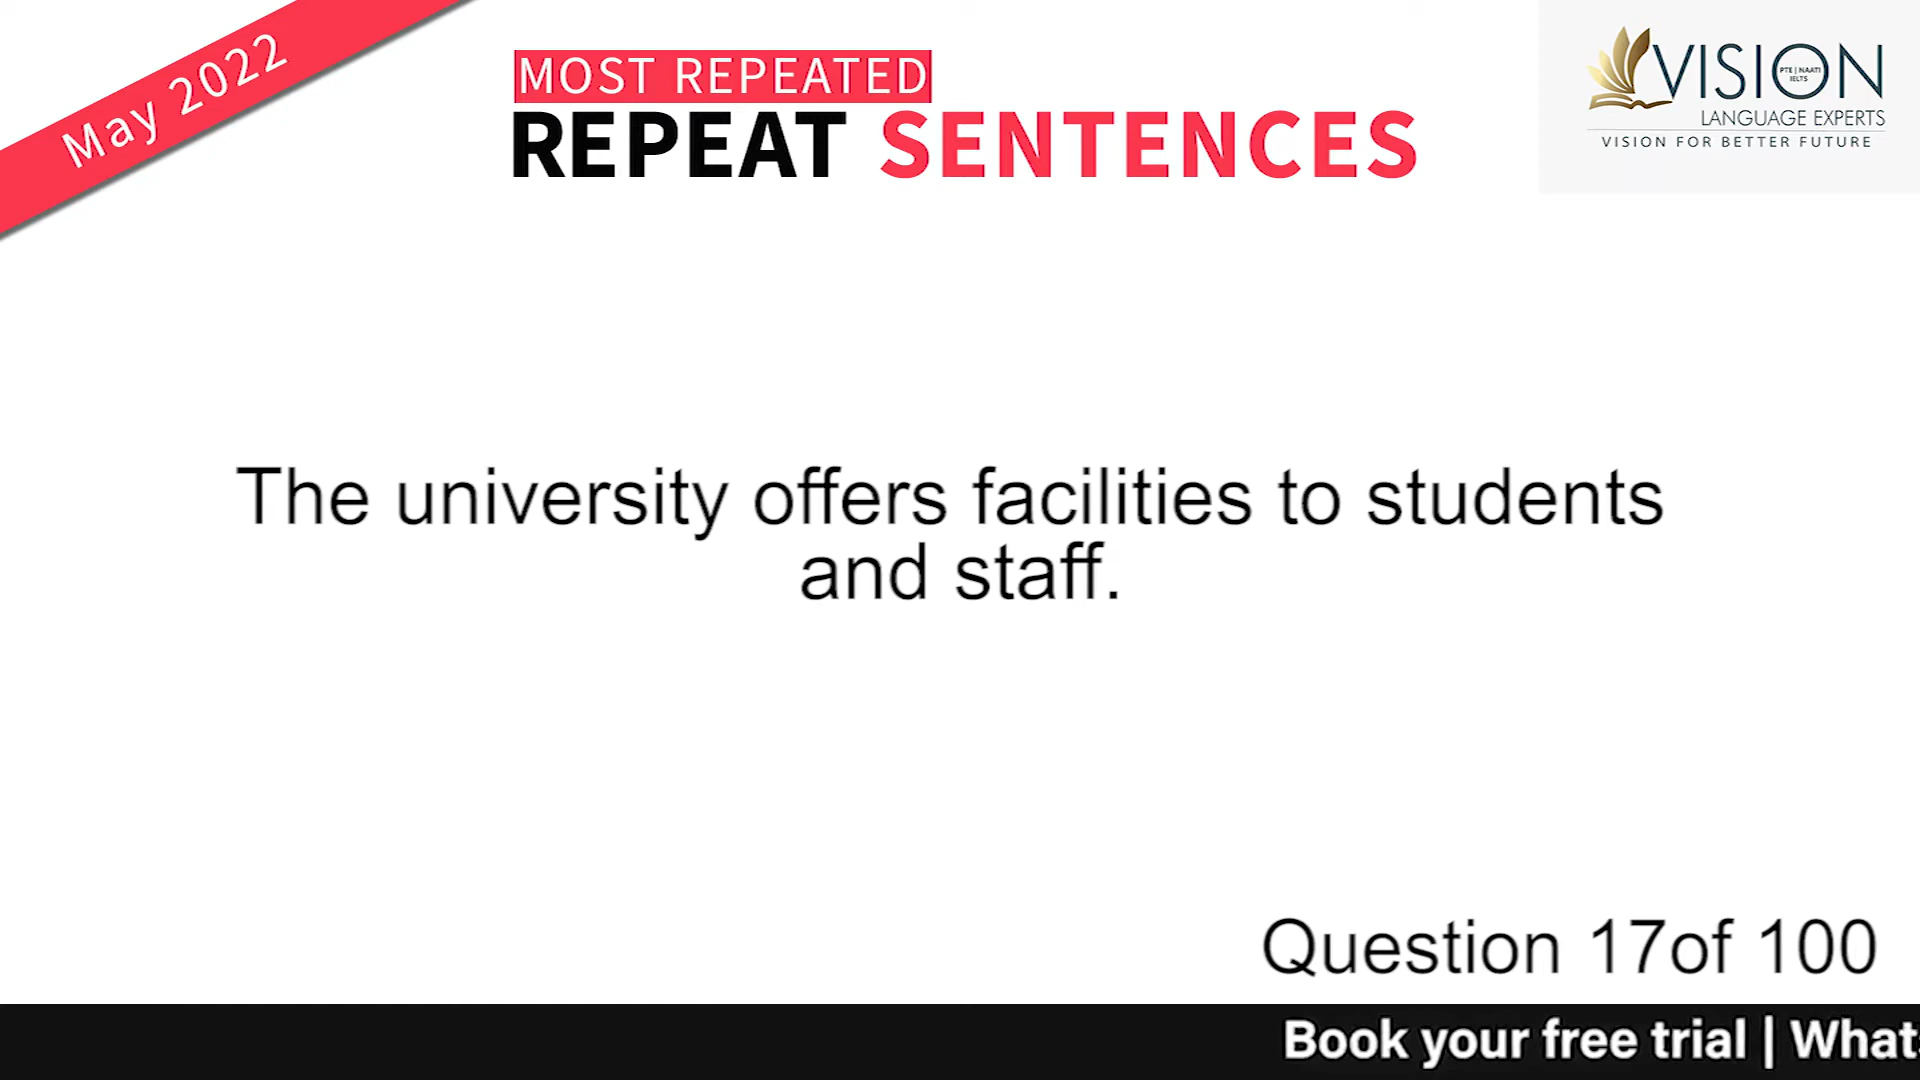 May 2022
MOST REPEATED
REPEAT SENTENCES
VISION
PTE | NAATI
IELTS
LANGUAGE EXPERTS
VISION FOR BETTER FUTURE
The university offers facilities to students
and staff.
Question 17of 100
Book your free trial | Whats